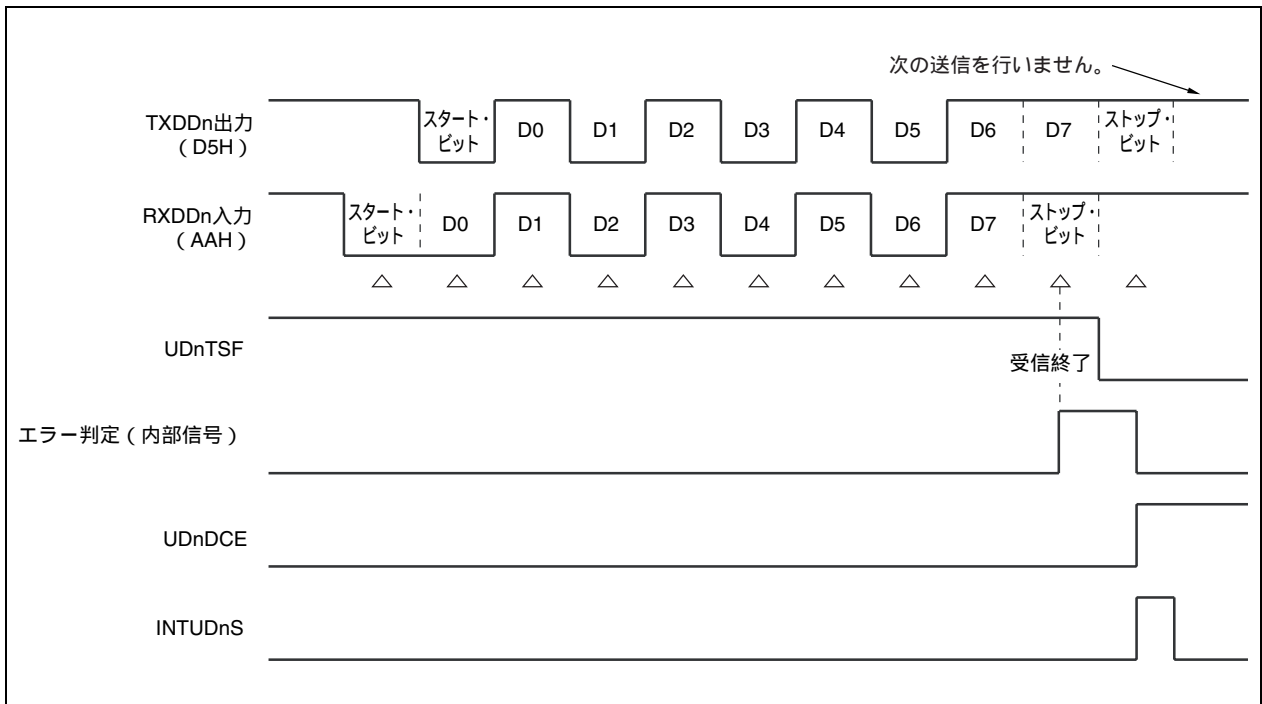 次の送信を行いません。
TXDDn出力
（D5H）
スタート・
ビット
D0
D1
D2
D3
D4
D5
D6
D7
ストップ・
ビット
RXDDn入力
（AAH）
スタート・
ビット
D0
D1
D2
D3
D4
D5
D6
D7
ストップ・
ビット
UDnTSF
受信終了
エラー判定（内部信号）
UDnDCE
INTUDnS